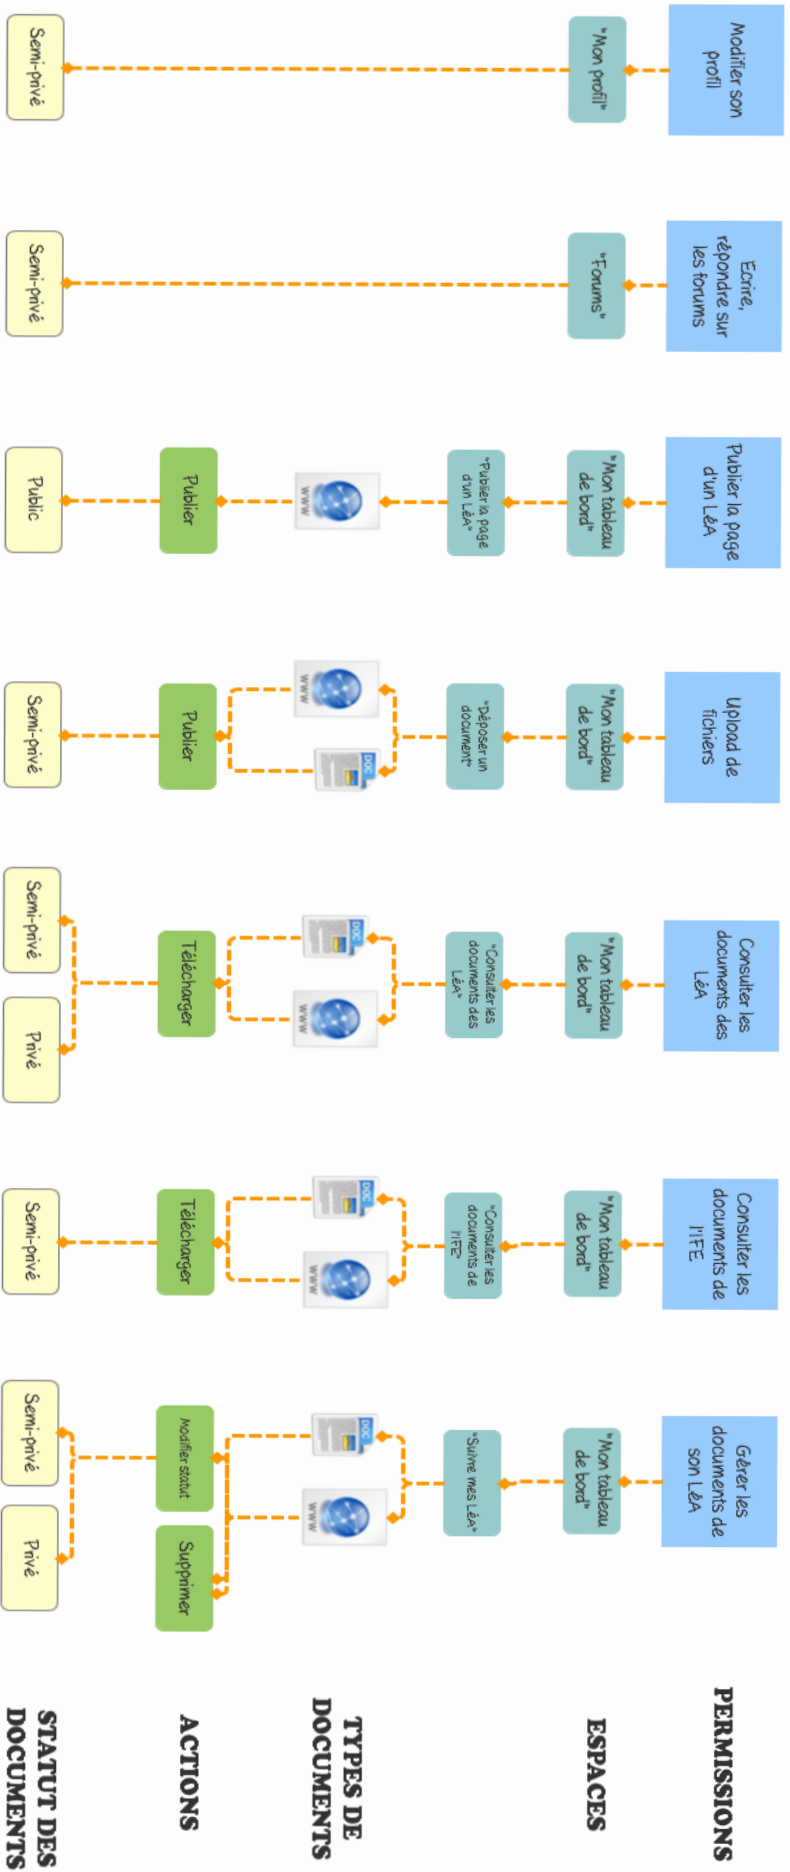 Modifier son
profil
Ecrire,
répondre sur
les forums
Publier la page
d'un LéA
Upload de
fichiers
Consulter les
documents des
LéA
Consulter les
documents de
l'IFE
Gérer les
documents de
son LéA
PERMISSIONS
"Mon profil"
"Forums"
"Mon tableau
de bord"
"Mon tableau
de bord"
"Mon tableau
de bord"
"Mon tableau
de bord"
"Mon tableau
de bord"
ESPACES
"Publier la page
d'un LéA"
"Déposer un
document"
"Consulter les
documents des
LéA"
"Consulter les
documents de
l'IFE"
"Suivre mes LéA"
WWW
WWW
DOC
DOC
WWW
DOC
WWW
DOC
WWW
TYPES DE
DOCUMENTS
Publier
Publier
Télécharger
Télécharger
Modifier statut
Supprimer
ACTIONS
Semi-privé
Semi-privé
Public
Semi-privé
Semi-privé
Privé
Semi-privé
Semi-privé
Privé
STATUT DES
DOCUMENTS